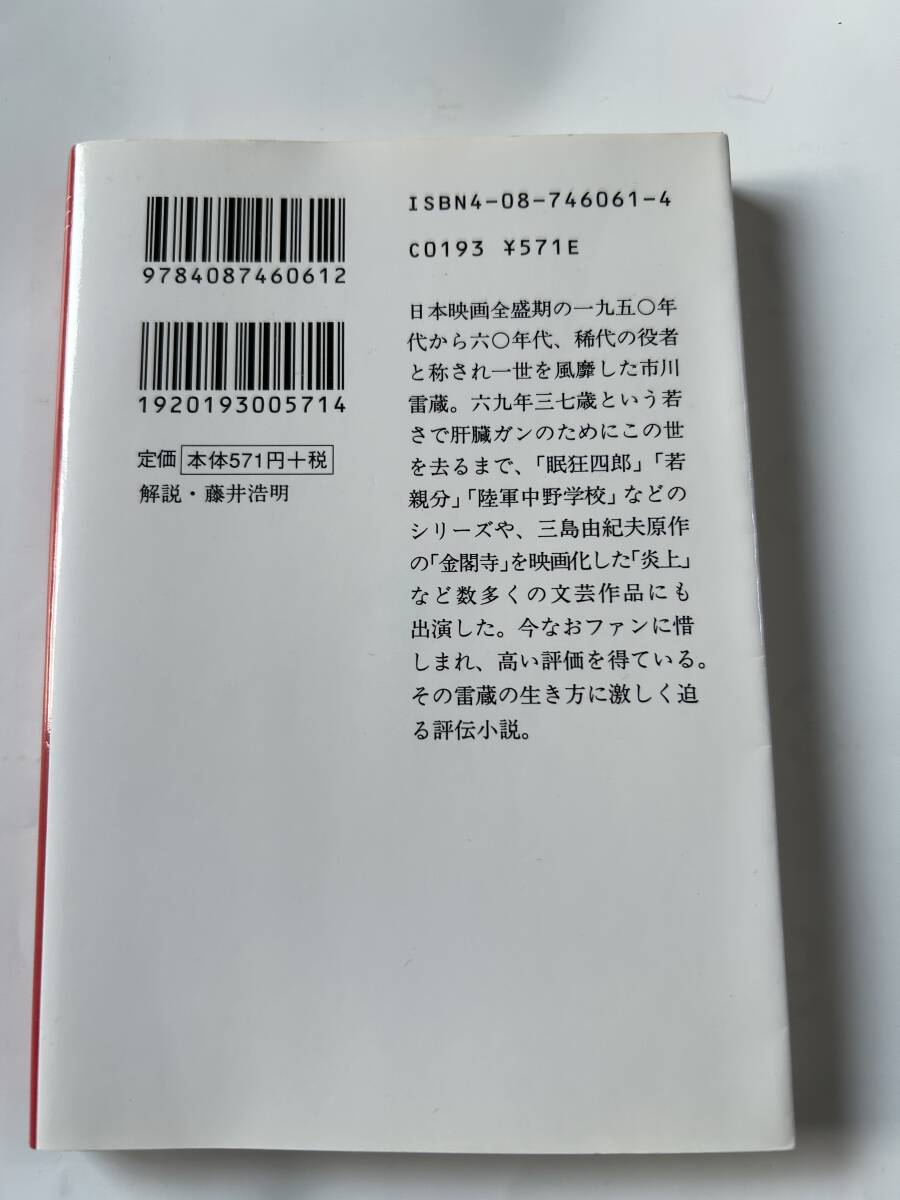 9784087460612
1920193005714
定価 本体571円+税
解説・藤井浩明
ISBN4-08-746061-4
C0193 ¥571E
日本映画全盛期の一九五〇年
代から六〇年代、稀代の役者
と称され一世を風靡した市川
雷蔵。六九年三七歳という若
さで肝臓ガンのためにこの世
を去るまで、「眠狂四郎」「若
親分」「陸軍中野学校」などの
シリーズや、三島由紀夫原作
の「金閣寺」を映画化した「炎上」
など数多くの文芸作品にも
出演した。今なおファンに惜
しまれ、高い評価を得ている。
その雷蔵の生き方に激しく迫
る評伝小説。